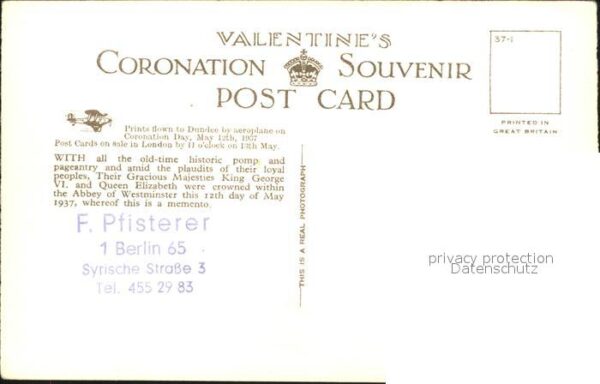 VALENTINE'S
CORONATION SOUVENIR
POST CARD
37-1
PRINTED IN
GREAT BRITAIN
Prints flown to Dundee by aeroplane on
Coronation Day, May 12th, 1937
Post Cards on sale in London by 11 o'clock on 13th May.
WITH all the old-time historic pomp and
pageantry and amid the plaudits of their loyal
peoples, Their Gracious Majesties King George
VI. and Queen Elizabeth were crowned within
the Abbey of Westminster this 12th day of May
1937, whereof this is a memento.
F. Pfisterer
1 Berlin 65
Syrische Straße 3
Tel. 455 29 83
THIS IS A REAL PHOTOGRAPH
privacy protection
Datenschutz